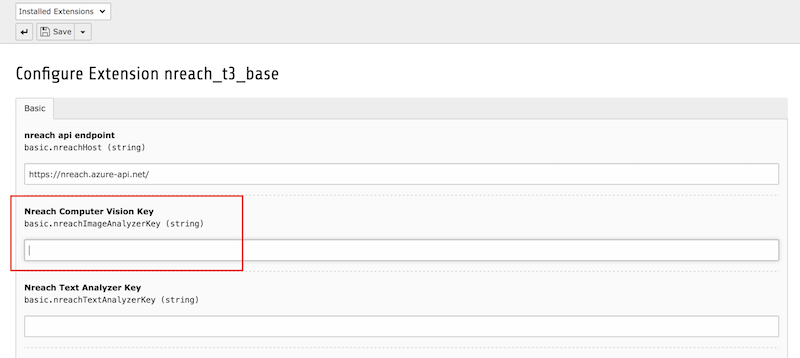 Installed Extensions
Save
Configure Extension nreach_t3_base
Basic
nreach api endpoint
basic.nreachHost (string)
https://nreach.azure-api.net/
Nreach Computer Vision Key
basic.nreachImageAnalyzerKey (string)
Nreach Text Analyzer Key
basic.nreachTextAnalyzerKey (string)